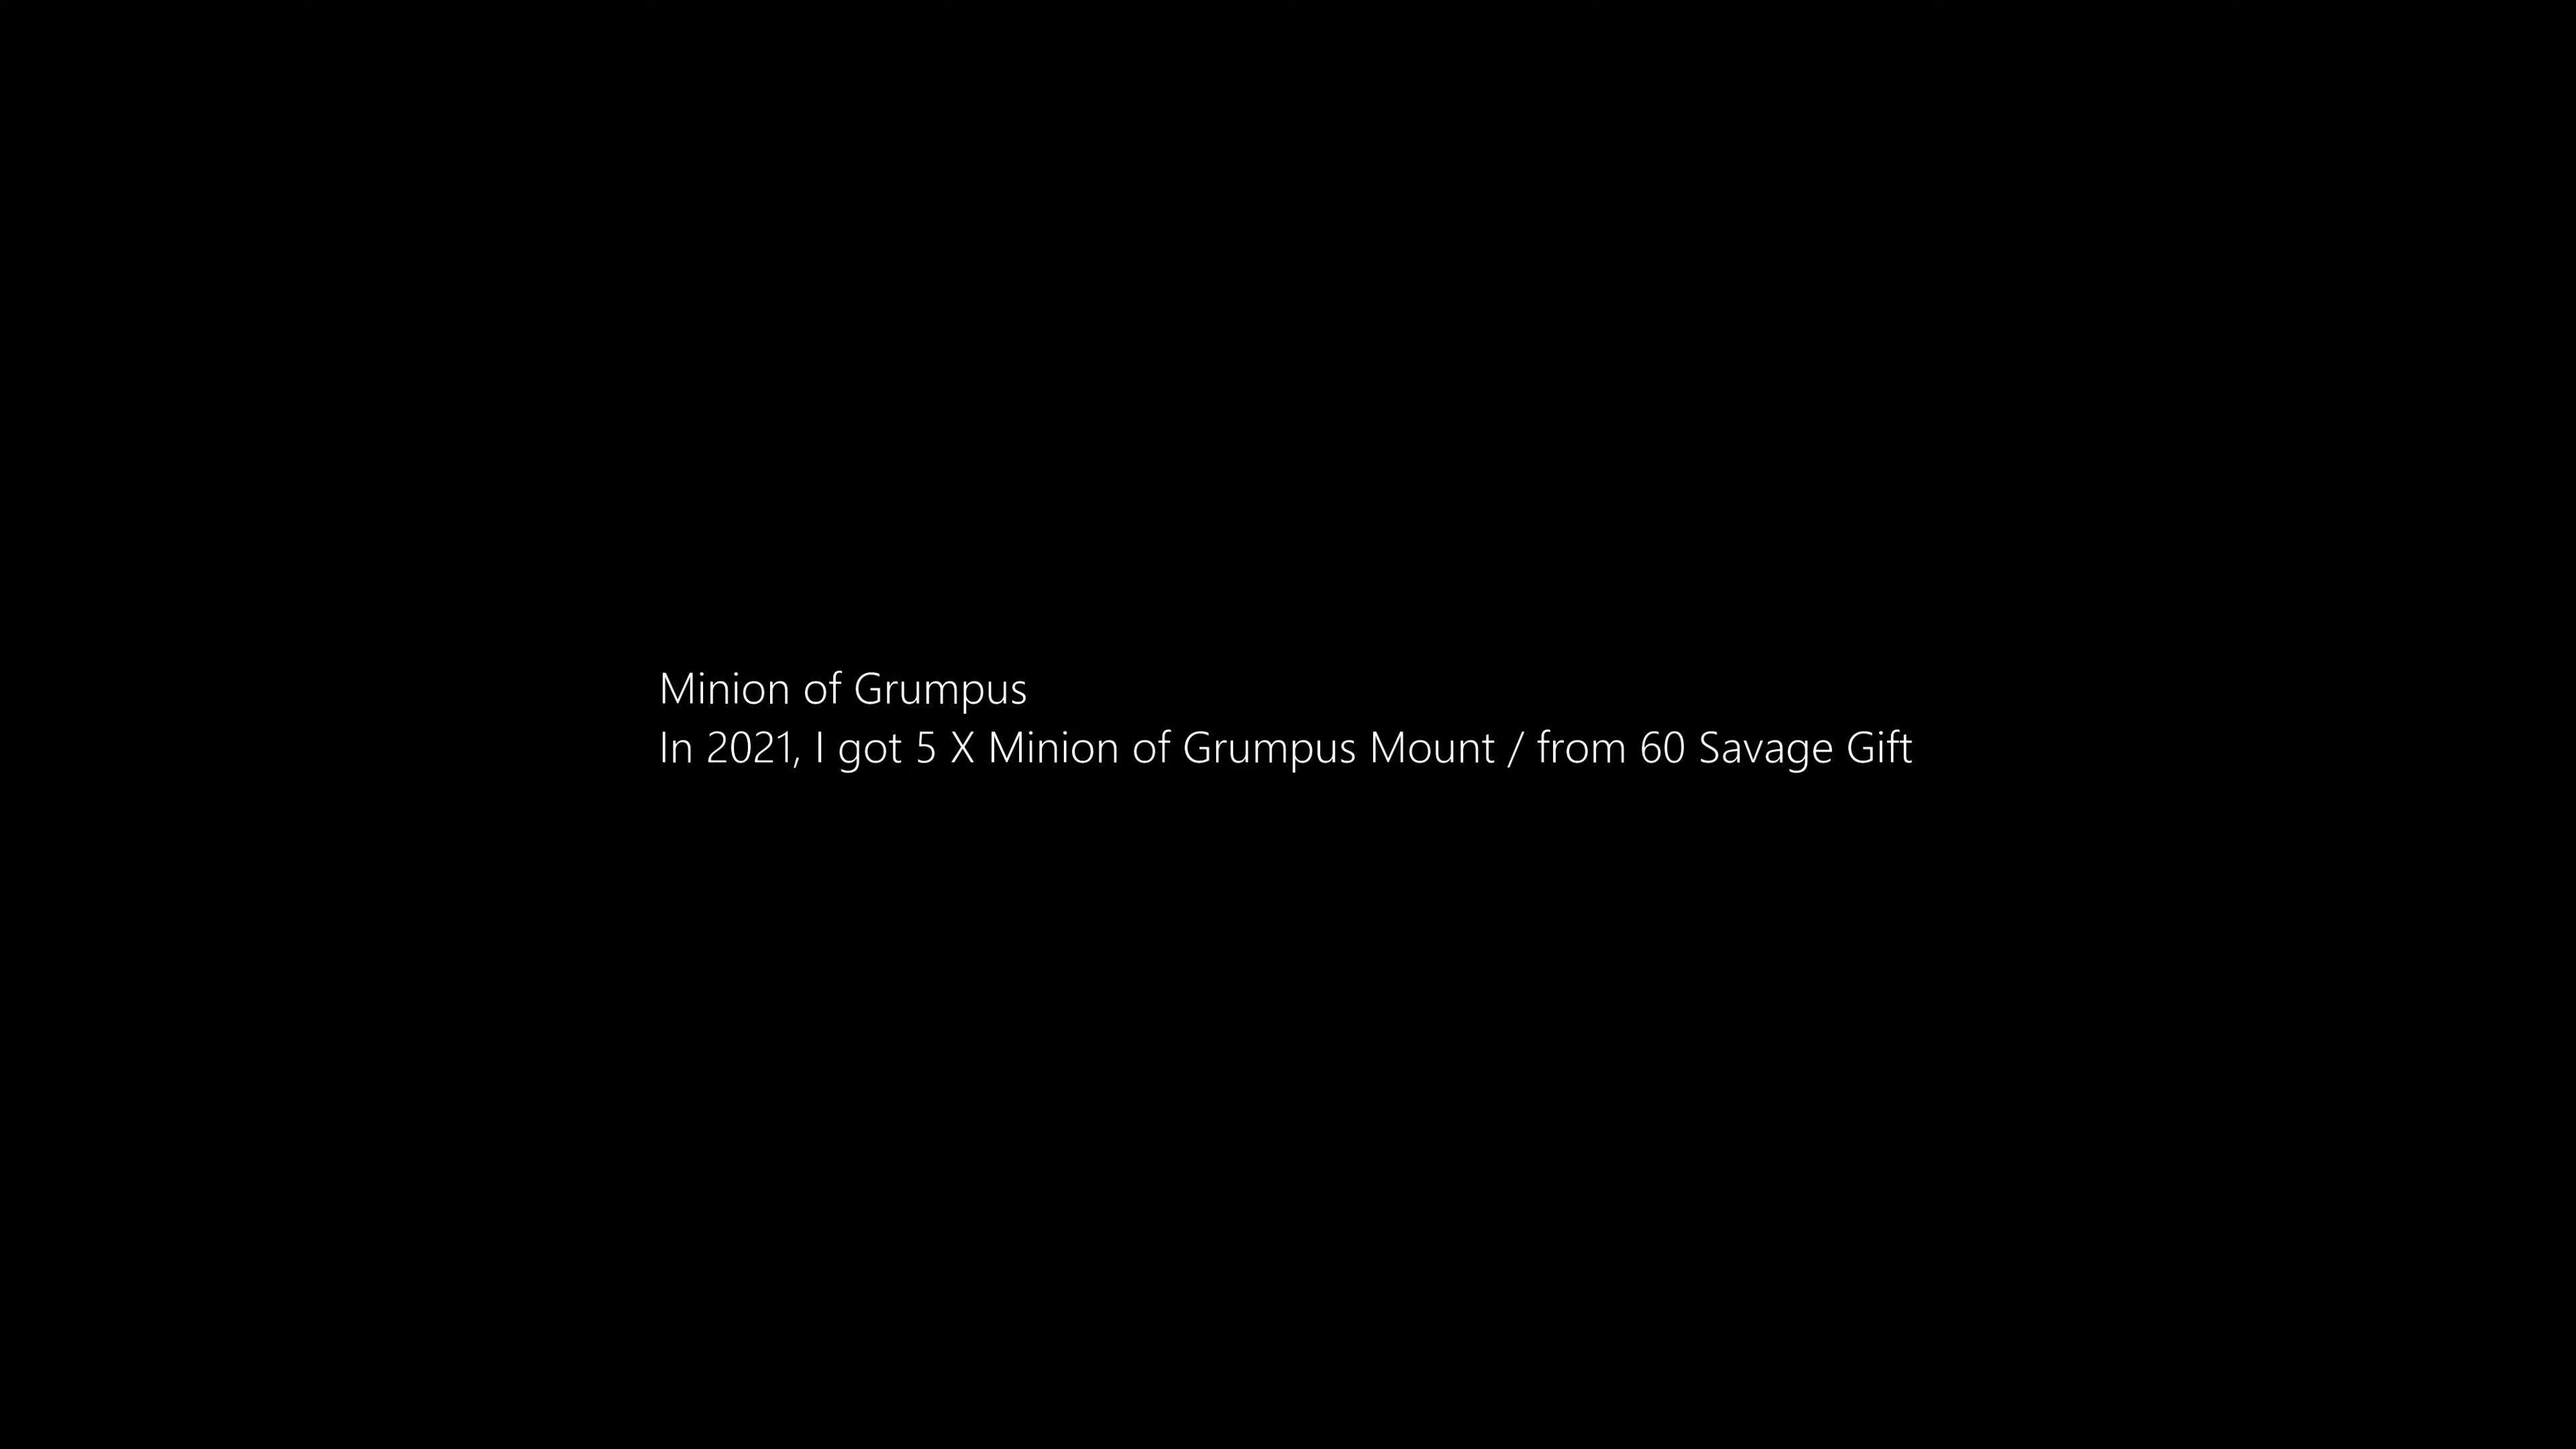 Minion of Grumpus
In 2021, I got 5 X Minion of Grumpus Mount / from 60 Savage Gift